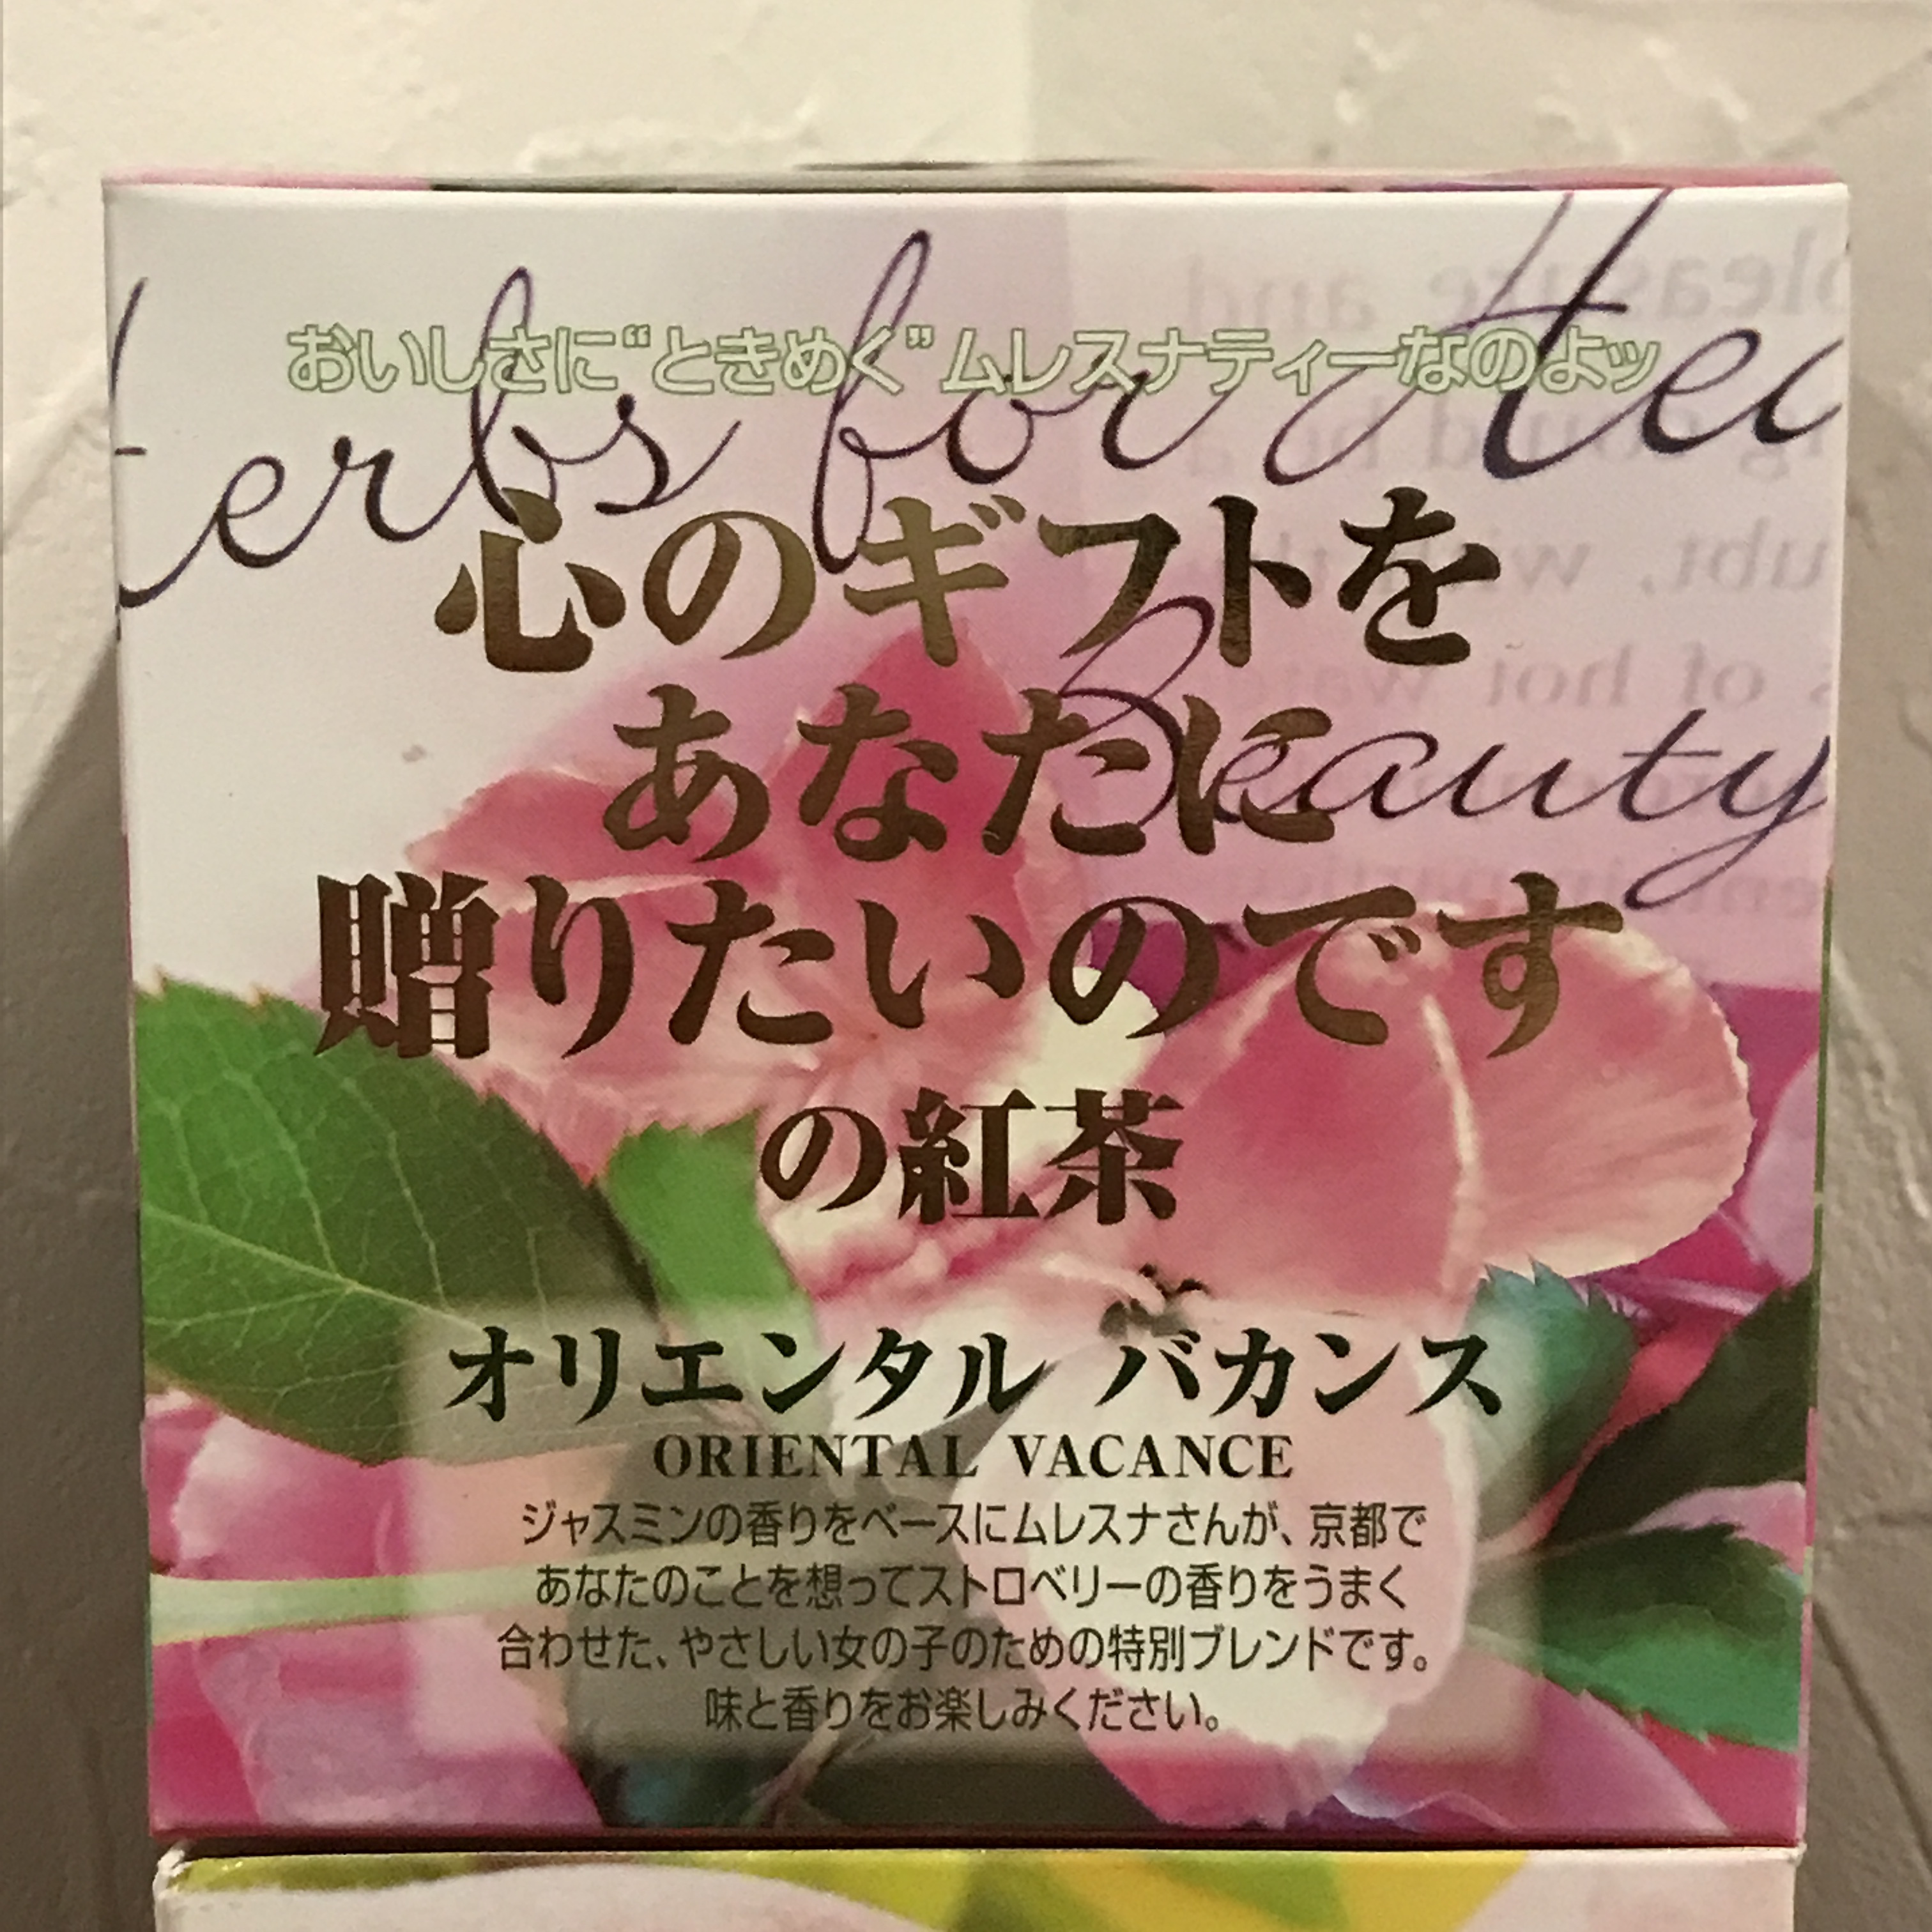 おいしさに“ときめく”ムレスナティーなのよッ
erbs for Hea
心のギフトを
あなたに
Beauty
贈りたいのです
の紅茶
オリエンタル バカンス
ORIENTAL VACANCE
ジャスミンの香りをベースにムレスナさんが、京都で
あなたのことを想ってストロベリーの香りをうまく
合わせた、やさしい女の子のための特別ブレンドです。
味と香りをお楽しみください。